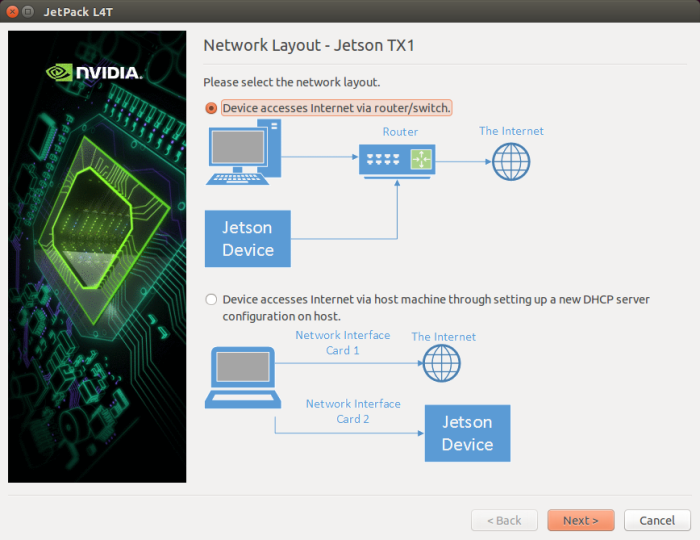 JetPack L4T
NVIDIA.
Network Layout - Jetson TX1
Please select the network layout.
Device accesses Internet via router/switch.
Router
The Internet
Jetson
Device
Device accesses Internet via host machine through setting up a new DHCP server
configuration on host.
Network Interface
Card 1
The Internet
Network Interface
Card 2
Jetson
Device
< Back
Next >
Cancel